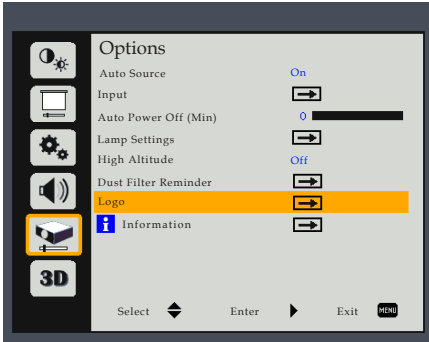 Options
Auto Source On
Input
Auto Power Off (Min) 0
Lamp Settings
High Altitude Off
Dust Filter Reminder
Logo
i Information
3D
Select Enter Exit MENU